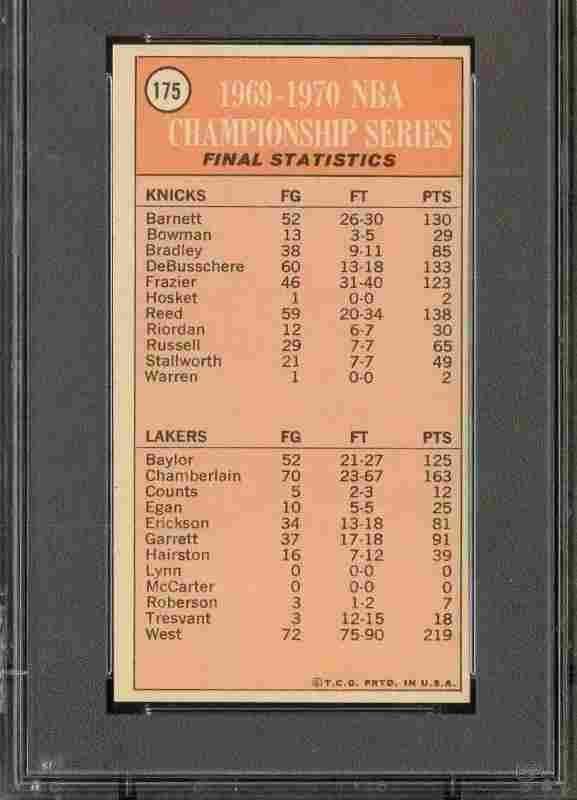 175
1969-1970 NBA
CHAMPIONSHIP SERIES
FINAL STATISTICS
KNICKS FG FT PTS
Barnett 52 26-30 130
Bowman 13 3-5 29
Bradley 38 9-11 85
DeBusschere 60 13-18 133
Frazier 46 31-40 123
Hosket 1 0-0 2
Reed 59 20-34 138
Riordan 12 6-7 30
Russell 29 7-7 65
Stallworth 21 7-7 49
Warren 1 0-0 2
LAKERS FG FT PTS
Baylor 52 21-27 125
Chamberlain 70 23-67 163
Counts 5 2-3 12
Egan 10 5-5 25
Erickson 34 13-18 81
Garrett 37 17-18 91
Hairston 16 7-12 39
Lynn 0 0-0 0
McCarter 0 0-0 0
Roberson 3 1-2 7
Tresvant 3 12-15 18
West 72 75-90 219
©T.C.G. PRTD. IN U.S.A.